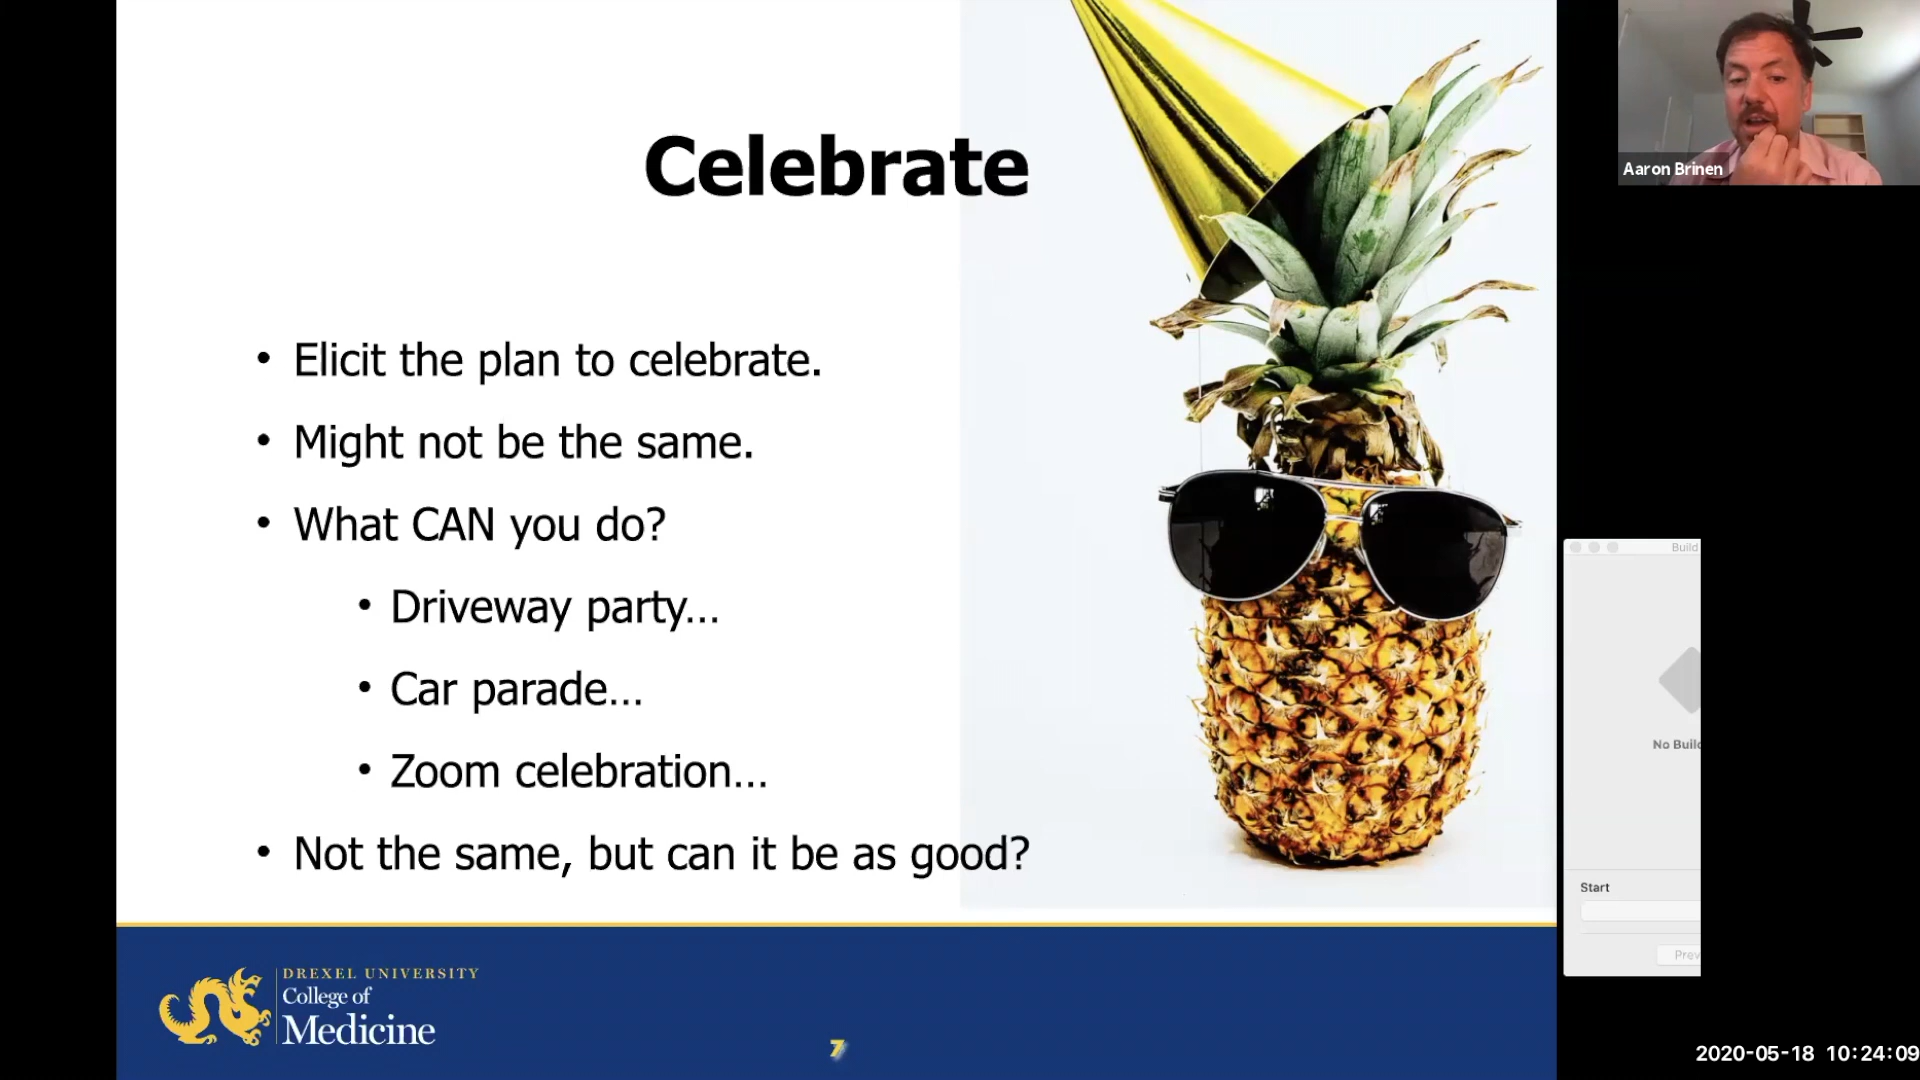 Celebrate
• Elicit the plan to celebrate.
• Might not be the same.
• What CAN you do?
• Driveway party...
• Car parade...
• Zoom celebration...
• Not the same, but can it be as good?
DREXEL UNIVERSITY
College of
Medicine
7
Aaron Brinen
Build
No Build
Start
Prev
2020-05-18 10:24:09